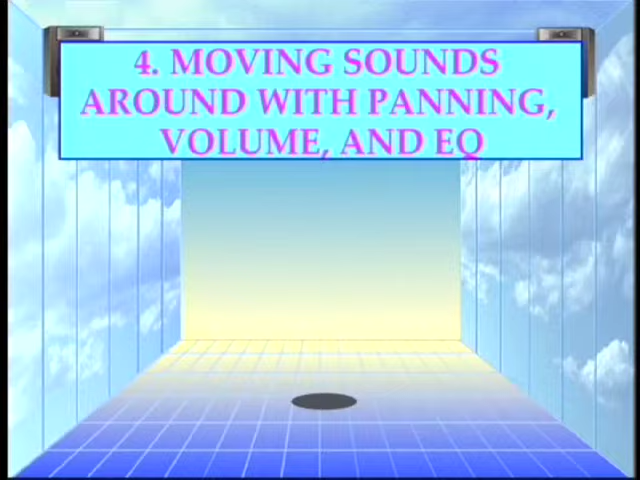 4. MOVING SOUNDS
AROUND WITH PANNING,
VOLUME, AND EQ